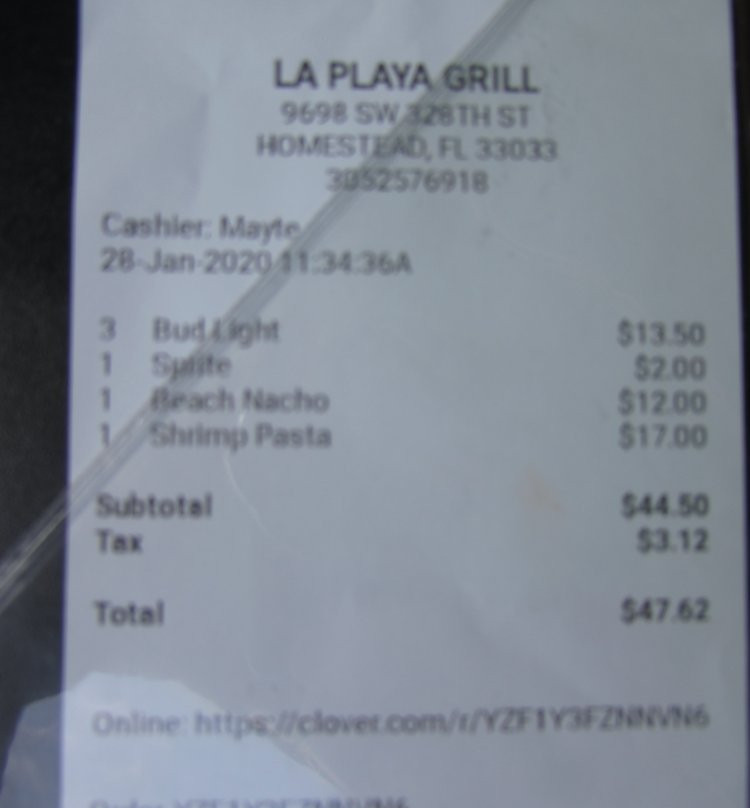 LA PLAYA GRILL
9698 SW 328TH ST
HOMESTEAD, FL 33033
3052576918
Cashier: Mayte
28-Jan-2020 11:34:36A
3 Bud Light $13.50
1 Sprite $2.00
1 Beach Nacho $12.00
1 Shrimp Pasta $17.00
Subtotal $44.50
Tax $3.12
Total $47.62
Online: https://clover.com/r/YZF1Y3FZNNVN6